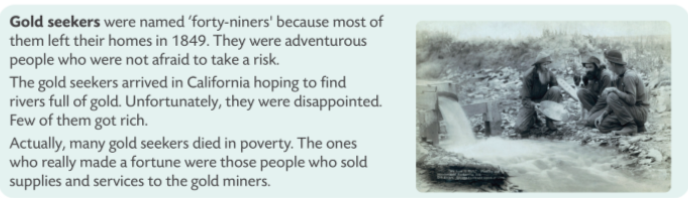 Gold seekers were named ‘forty-niners' because most of
them left their homes in 1849. They were adventurous
people who were not afraid to take a risk.
The gold seekers arrived in California hoping to find
rivers full of gold. Unfortunately, they were disappointed.
Few of them got rich.
Actually, many gold seekers died in poverty. The ones
who really made a fortune were those people who sold
supplies and services to the gold miners.